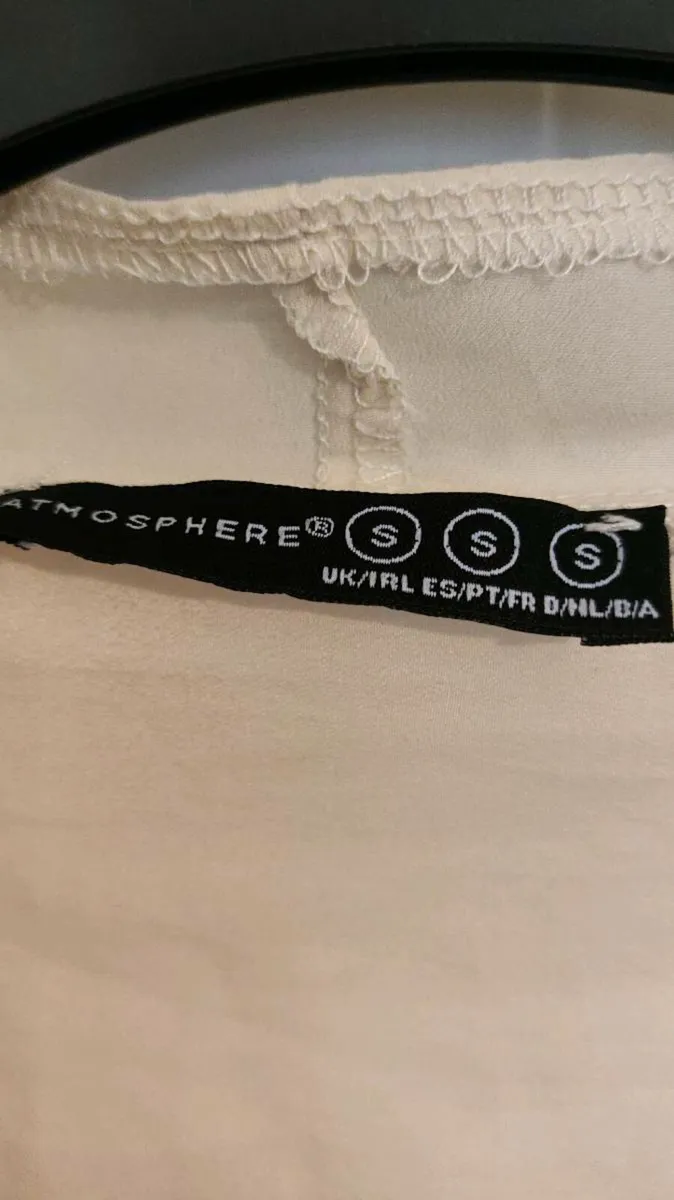 ATMOSPHERE® S S S
UK/IRL ES/PT/FR D/NL/B/A